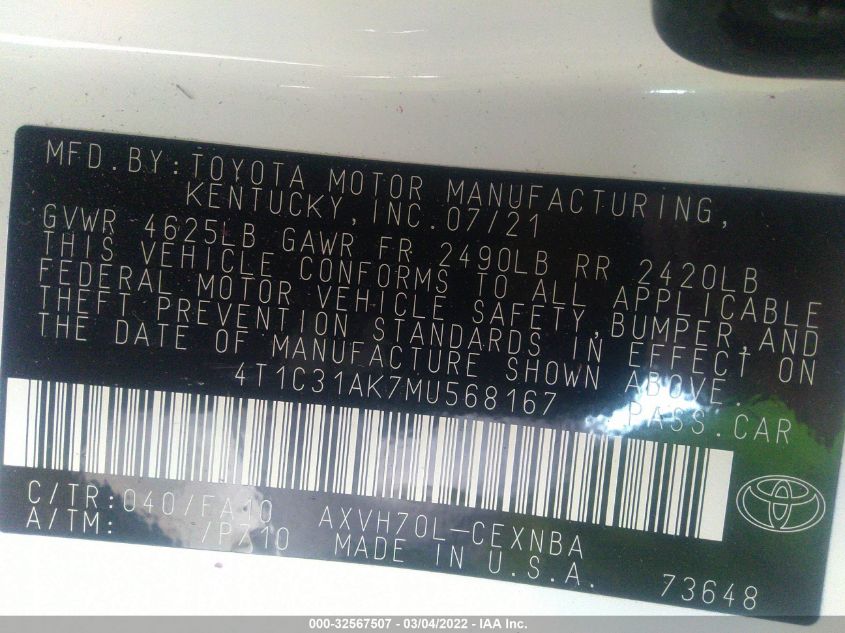 MFD. BY: TOYOTA MOTOR MANUFACTURING,
KENTUCKY, INC. 07/21
GVWR 4625LB GAWR FR 2490LB RR 2420LB
THIS VEHICLE CONFORMS TO ALL APPLICABLE
FEDERAL MOTOR VEHICLE SAFETY, BUMPER, AND
THEFT PREVENTION STANDARDS IN EFFECT ON
THE DATE OF MANUFACTURE SHOWN ABOVE.
4T1C31AK7MU568167 PASS. CAR
C/TR: 040/FA10 AXVH70L-CEXNBA
A/TM: /P710 MADE IN U.S.A. 73648
000-32567507 - 03/04/2022 - IAA Inc.